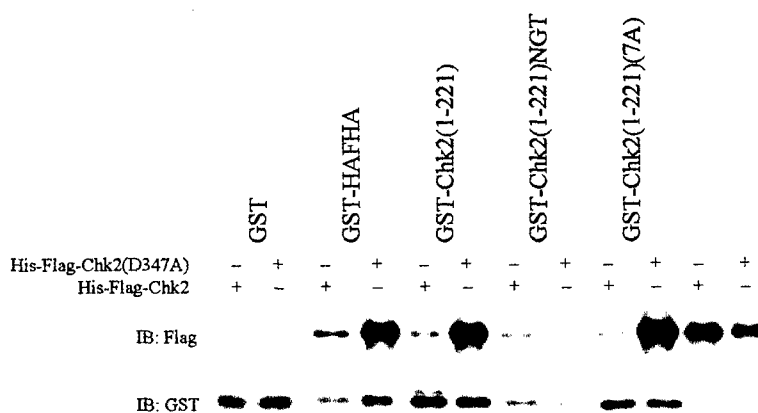 GST
GST-HAFHA
GST-Chk2(1-221)
GST-Chk2(1-221)NGT
GST-Chk2(1-221)(7A)
His-Flag-Chk2(D347A) – + – + – + – + – + – +
His-Flag-Chk2 + – + – + – + – + – + –
IB: Flag
IB: GST